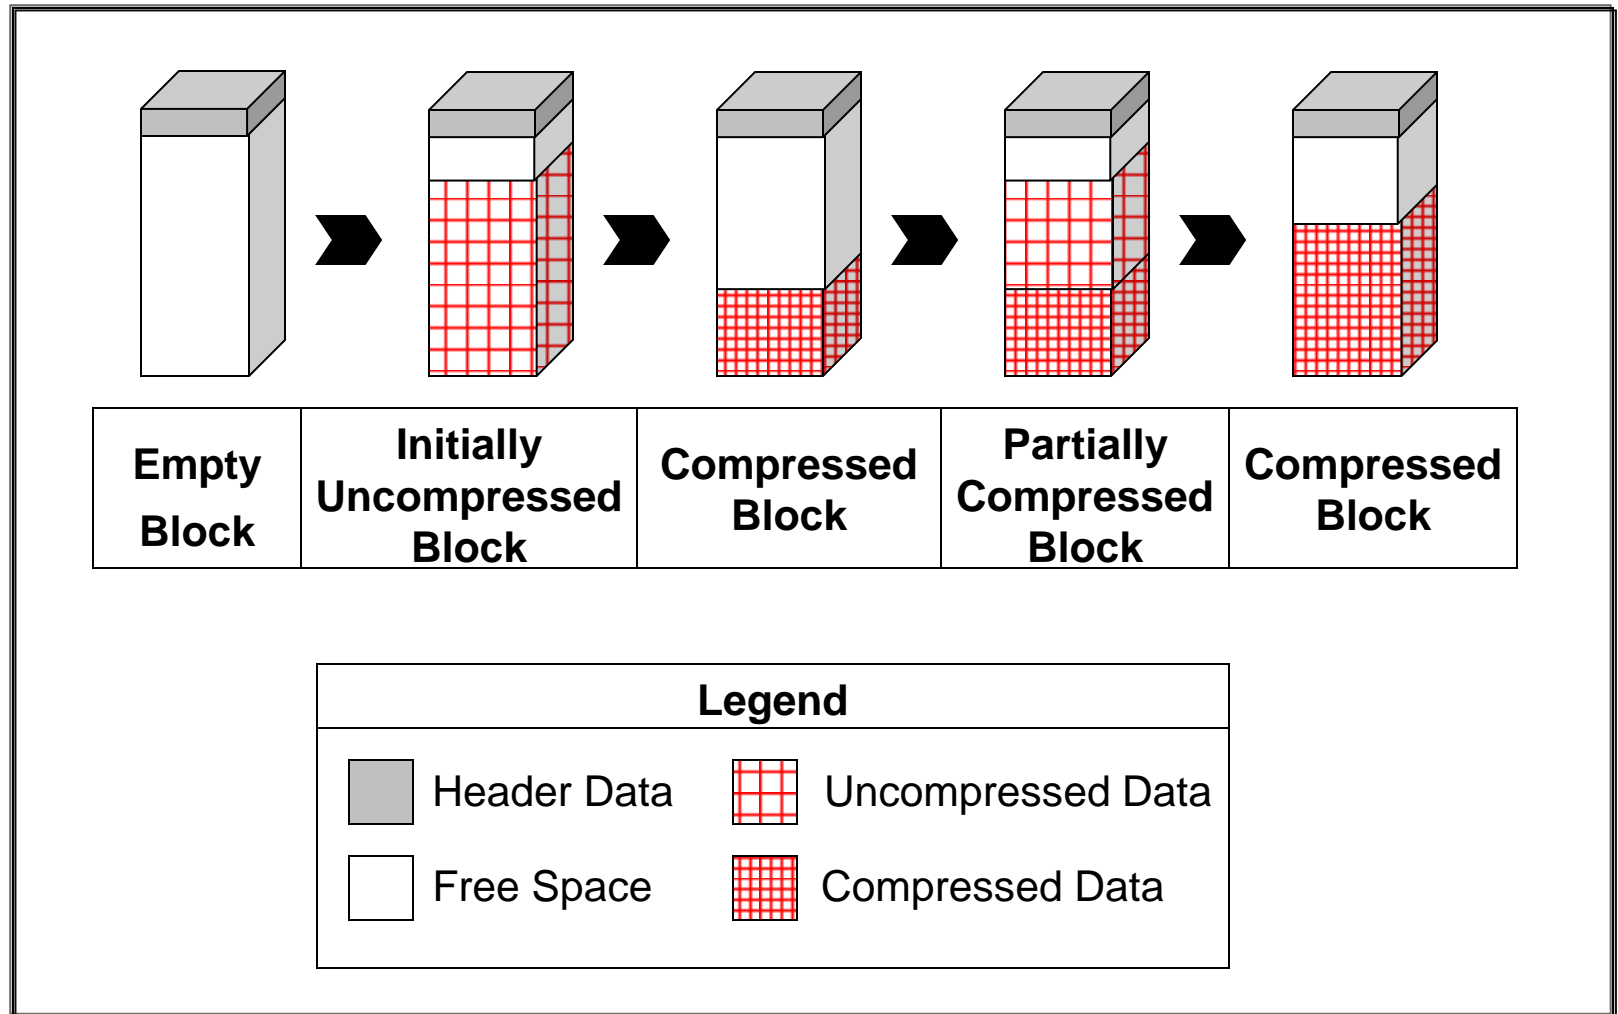 Empty
Block
Initially
Uncompressed
Block
Compressed
Block
Partially
Compressed
Block
Compressed
Block
Legend
Header Data
Uncompressed Data
Free Space
Compressed Data